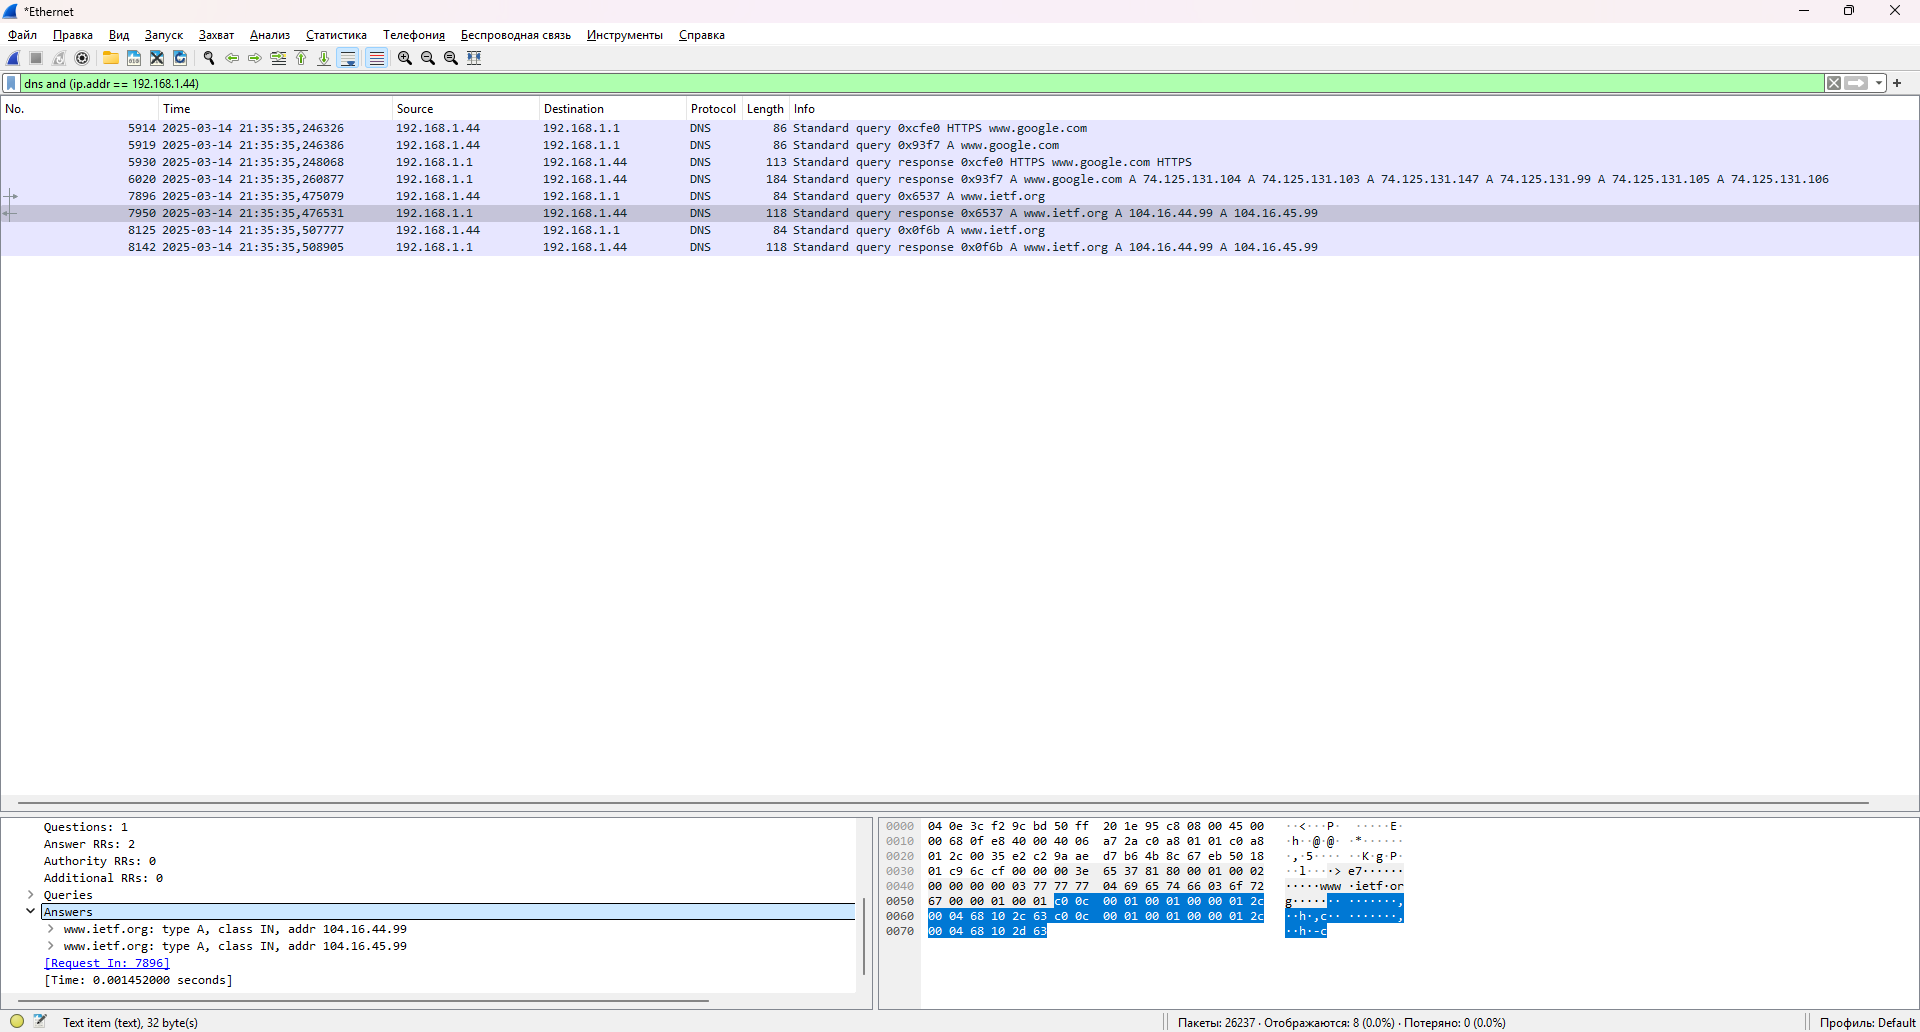 *Ethernet
Файл Правка Вид Запуск Захват Анализ Статистика Телефония Беспроводная связь Инструменты Справка
dns and (ip.addr == 192.168.1.44)
No. Time Source Destination Protocol Length Info
5914 2025-03-14 21:35:35,246326 192.168.1.44 192.168.1.1 DNS 86 Standard query 0xcfe0 HTTPS www.google.com
5919 2025-03-14 21:35:35,246386 192.168.1.44 192.168.1.1 DNS 86 Standard query 0x93f7 A www.google.com
5930 2025-03-14 21:35:35,248068 192.168.1.1 192.168.1.44 DNS 113 Standard query response 0xcfe0 HTTPS www.google.com HTTPS
6020 2025-03-14 21:35:35,260877 192.168.1.1 192.168.1.44 DNS 184 Standard query response 0x93f7 A www.google.com A 74.125.131.104 A 74.125.131.103 A 74.125.131.147 A 74.125.131.99 A 74.125.131.105 A 74.125.131.106
7896 2025-03-14 21:35:35,475079 192.168.1.44 192.168.1.1 DNS 84 Standard query 0x6537 A www.ietf.org
7950 2025-03-14 21:35:35,476531 192.168.1.1 192.168.1.44 DNS 118 Standard query response 0x6537 A www.ietf.org A 104.16.44.99 A 104.16.45.99
8125 2025-03-14 21:35:35,507777 192.168.1.44 192.168.1.1 DNS 84 Standard query 0x0f6b A www.ietf.org
8142 2025-03-14 21:35:35,508905 192.168.1.1 192.168.1.44 DNS 118 Standard query response 0x0f6b A www.ietf.org A 104.16.44.99 A 104.16.45.99
Questions: 1
Answer RRs: 2
Authority RRs: 0
Additional RRs: 0
Queries
Answers
www.ietf.org: type A, class IN, addr 104.16.44.99
www.ietf.org: type A, class IN, addr 104.16.45.99
[Request In: 7896]
[Time: 0.001452000 seconds]
0000 04 0e 3c f2 9c bd 50 ff 20 1e 95 c8 08 00 45 00 ··<···P· ·····E·
0010 00 68 0f e8 40 00 40 06 a7 2a c0 a8 01 01 c0 a8 ·h··@·@· ·*······
0020 01 2c 00 35 e2 c2 9a ae d7 b6 4b 8c 67 eb 50 18 ·,·5···· ··K·g·P·
0030 01 c9 6c cf 00 00 00 3e 65 37 81 80 00 01 00 02 ··l····> e7······
0040 00 00 00 00 03 77 77 77 04 69 65 74 66 03 6f 72 ·····www ·ietf·or
0050 67 00 00 01 00 01 c0 0c 00 01 00 01 00 00 01 2c g······· ·······,
0060 00 04 68 10 2c 63 c0 0c 00 01 00 01 00 00 01 2c ··h·,c·· ·······,
0070 00 04 68 10 2d 63 ··h·-c
Text item (text), 32 byte(s)
Пакеты: 26237 · Отображаются: 8 (0.0%) · Потеряно: 0 (0.0%)
Профиль: Default